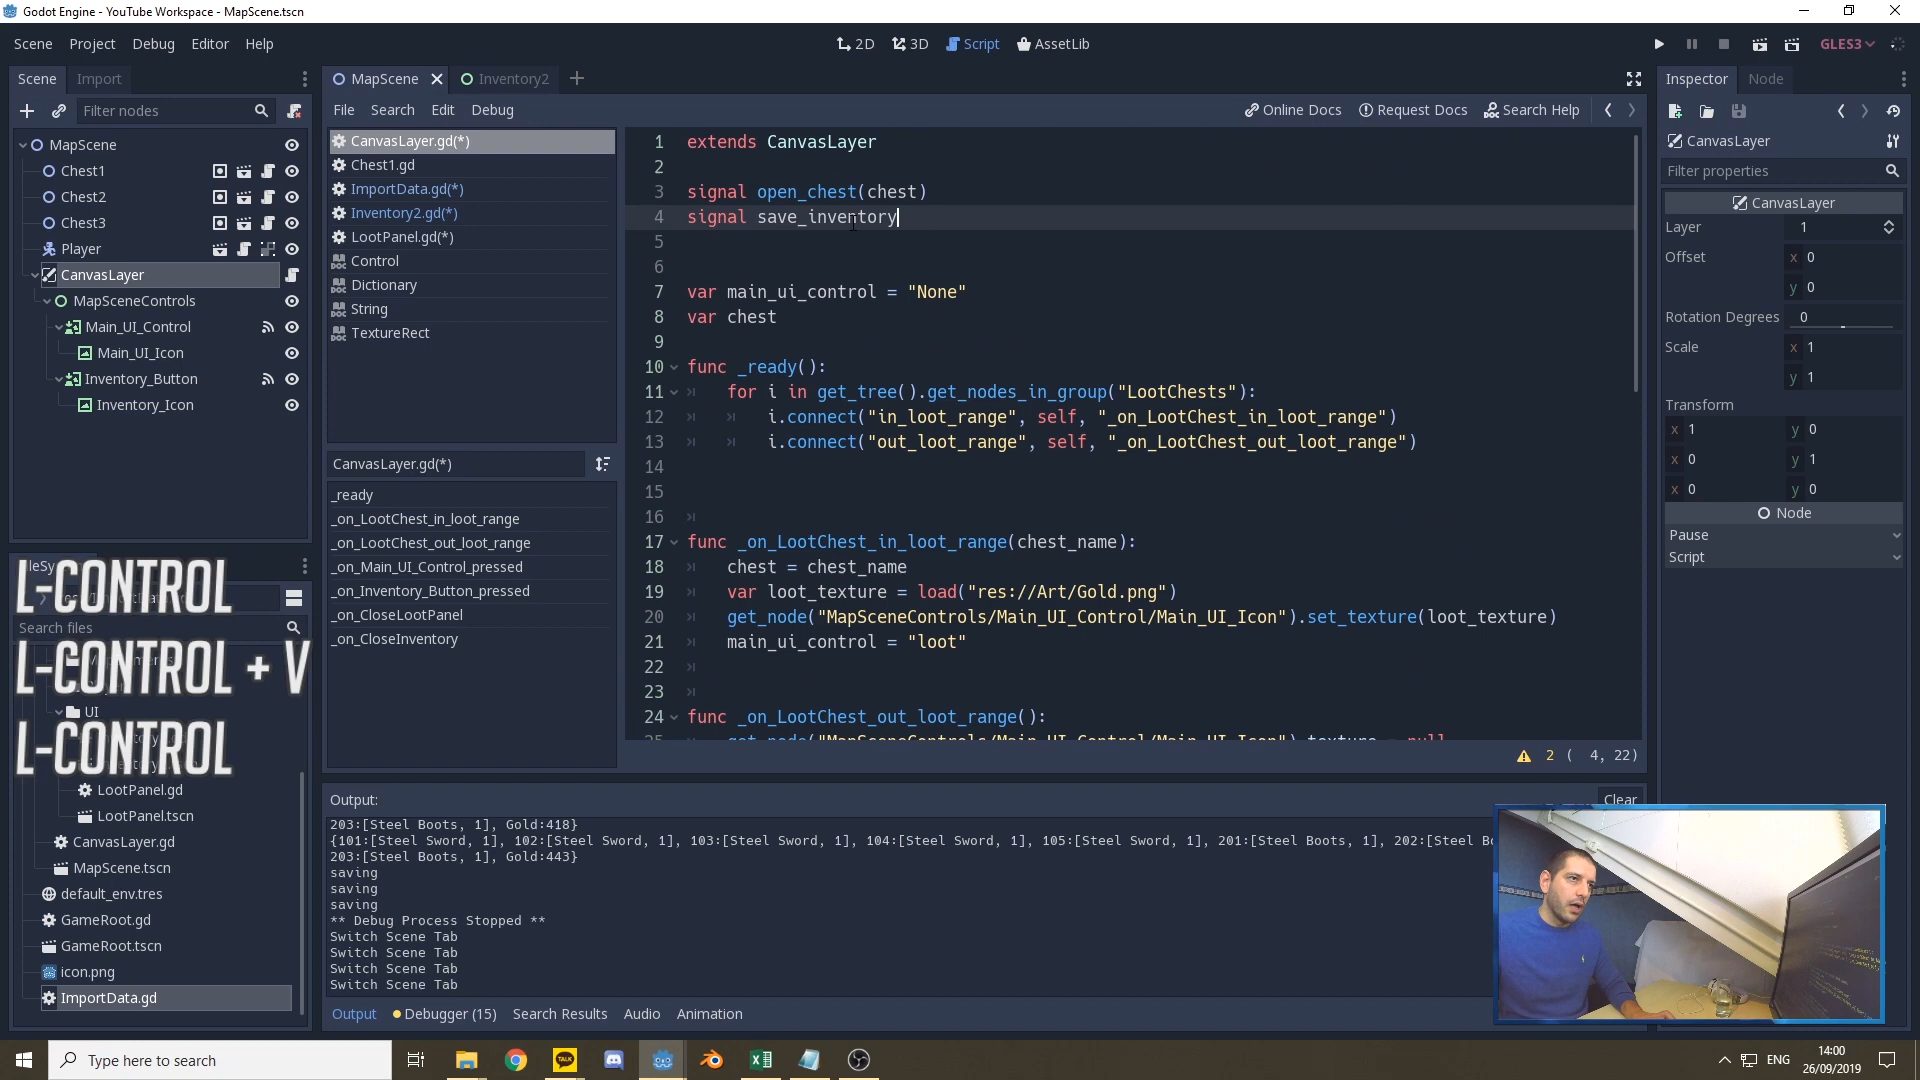 Godot Engine - YouTube Workspace - MapScene.tscn
Scene Project Debug Editor Help
2D 3D Script AssetLib
GLES3
Scene Import
MapScene Inventory2
Inspector Node
Filter nodes
File Search Edit Debug
Online Docs Request Docs Search Help
MapScene
Chest1
Chest2
Chest3
Player
CanvasLayer
MapSceneControls
Main_UI_Control
Main_UI_Icon
Inventory_Button
Inventory_Icon
CanvasLayer.gd(*)
Chest1.gd
ImportData.gd(*)
Inventory2.gd(*)
LootPanel.gd(*)
Control
Dictionary
String
TextureRect
CanvasLayer.gd(*)
_ready
_on_LootChest_in_loot_range
_on_LootChest_out_loot_range
_on_Main_UI_Control_pressed
_on_Inventory_Button_pressed
_on_CloseLootPanel
_on_CloseInventory
1 extends CanvasLayer
2
3 signal open_chest(chest)
4 signal save_inventory
5
6
7 var main_ui_control = "None"
8 var chest
9
10 func _ready():
11 for i in get_tree().get_nodes_in_group("LootChests"):
12 i.connect("in_loot_range", self, "_on_LootChest_in_loot_range")
13 i.connect("out_loot_range", self, "_on_LootChest_out_loot_range")
14
15
16
17 func _on_LootChest_in_loot_range(chest_name):
18 chest = chest_name
19 var loot_texture = load("res://Art/Gold.png")
20 get_node("MapSceneControls/Main_UI_Control/Main_UI_Icon").set_texture(loot_texture)
21 main_ui_control = "loot"
22
23
24 func _on_LootChest_out_loot_range():
25 get_node("MapSceneControls/Main_UI_Control/Main_UI_Icon").texture = null
2 ( 4, 22)
CanvasLayer
Filter properties
CanvasLayer
Layer 1
Offset x 0
y 0
Rotation Degrees 0
Scale x 1
y 1
Transform
x 1 y 0
x 0 y 1
x 0 y 0
Node
Pause
Script
L-CONTROL
Search files
L-CONTROL + V
UI
L-CONTROL
LootPanel.gd
LootPanel.tscn
CanvasLayer.gd
MapScene.tscn
default_env.tres
GameRoot.gd
GameRoot.tscn
icon.png
ImportData.gd
Output:
Clear
203:[Steel Boots, 1], Gold:418}
{101:[Steel Sword, 1], 102:[Steel Sword, 1], 103:[Steel Sword, 1], 104:[Steel Sword, 1], 105:[Steel Sword, 1], 201:[Steel Boots, 1], 202:[Steel Bo
203:[Steel Boots, 1], Gold:443}
saving
saving
saving
** Debug Process Stopped **
Switch Scene Tab
Switch Scene Tab
Switch Scene Tab
Switch Scene Tab
Output Debugger (15) Search Results Audio Animation
Type here to search
TALK
ENG
14:00
26/09/2019